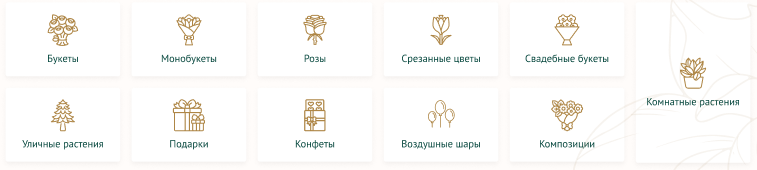 Букеты
Монобукеты
Розы
Срезанные цветы
Свадебные букеты
Комнатные растения
Уличные растения
Подарки
Конфеты
Воздушные шары
Композиции